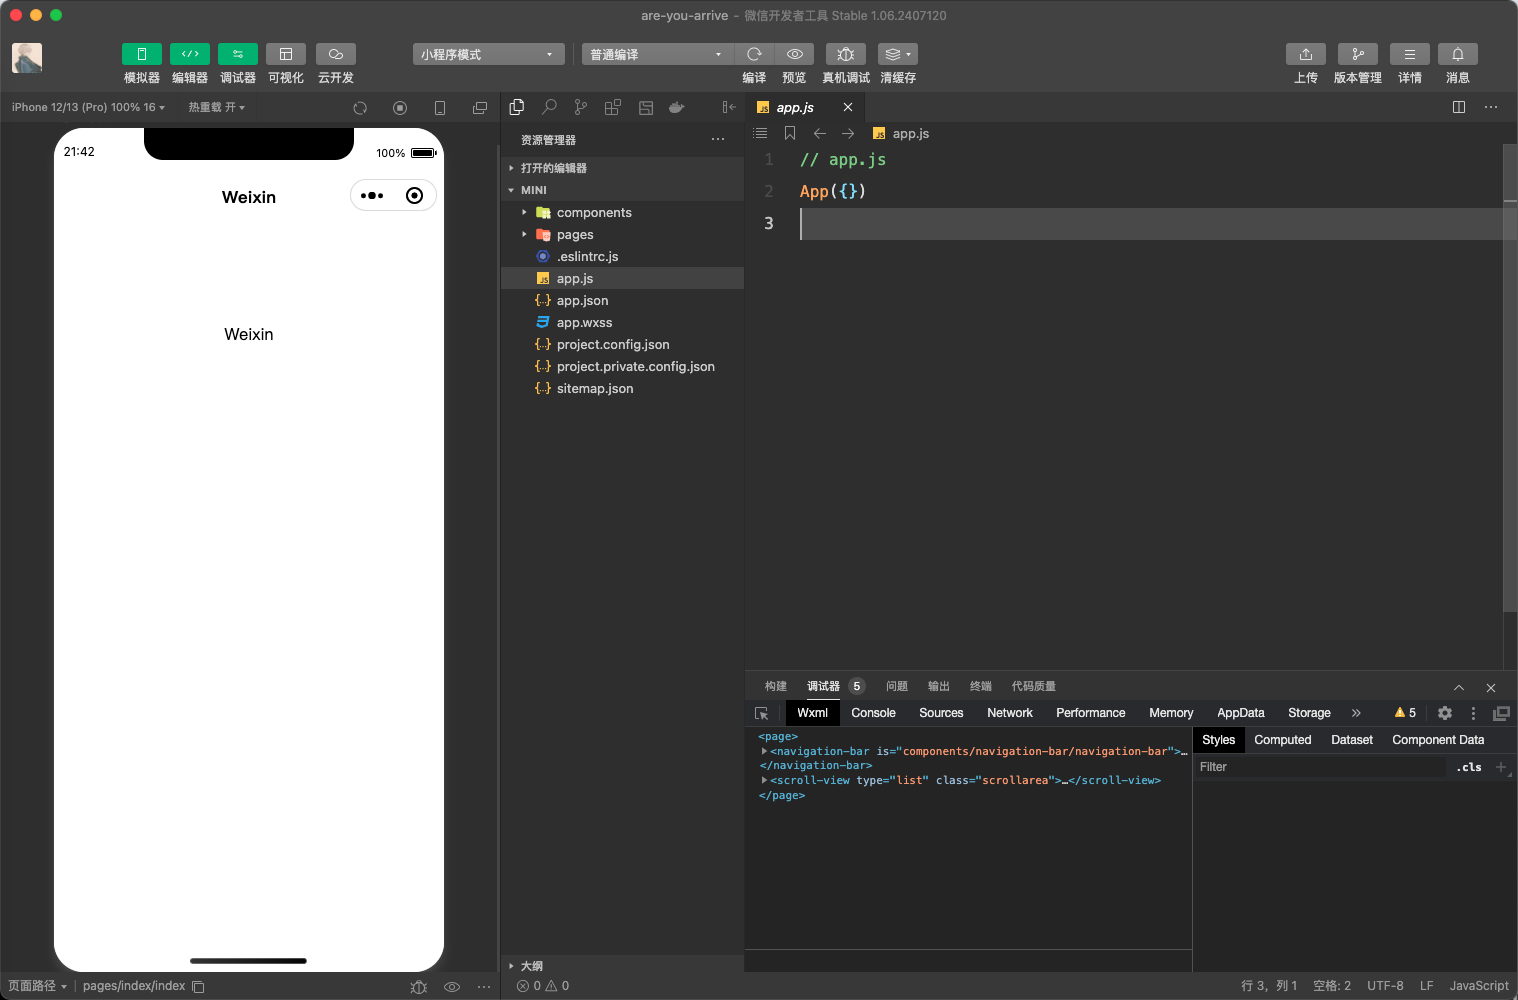 are-you-arrive - 微信开发者工具 Stable 1.06.2407120
模拟器 编辑器 调试器 可视化 云开发
小程序模式 普通编译
编译 预览 真机调试 清缓存
上传 版本管理 详情 消息
iPhone 12/13 (Pro) 100% 16 热重载 开
21:42 100%
Weixin
Weixin
资源管理器
打开的编辑器
MINI
components
pages
.eslintrc.js
JS app.js
{..} app.json
app.wxss
{..} project.config.json
{..} project.private.config.json
{..} sitemap.json
大纲
JS app.js
JS app.js
1 // app.js
2 App({})
3
构建 调试器 5 问题 输出 终端 代码质量
Wxml Console Sources Network Performance Memory AppData Storage 5
<page>
<navigation-bar is="components/navigation-bar/navigation-bar">…
</navigation-bar>
<scroll-view type="list" class="scrollarea">…</scroll-view>
</page>
Styles Computed Dataset Component Data
Filter .cls
页面路径 pages/index/index
0 0
行 3，列 1 空格: 2 UTF-8 LF JavaScript